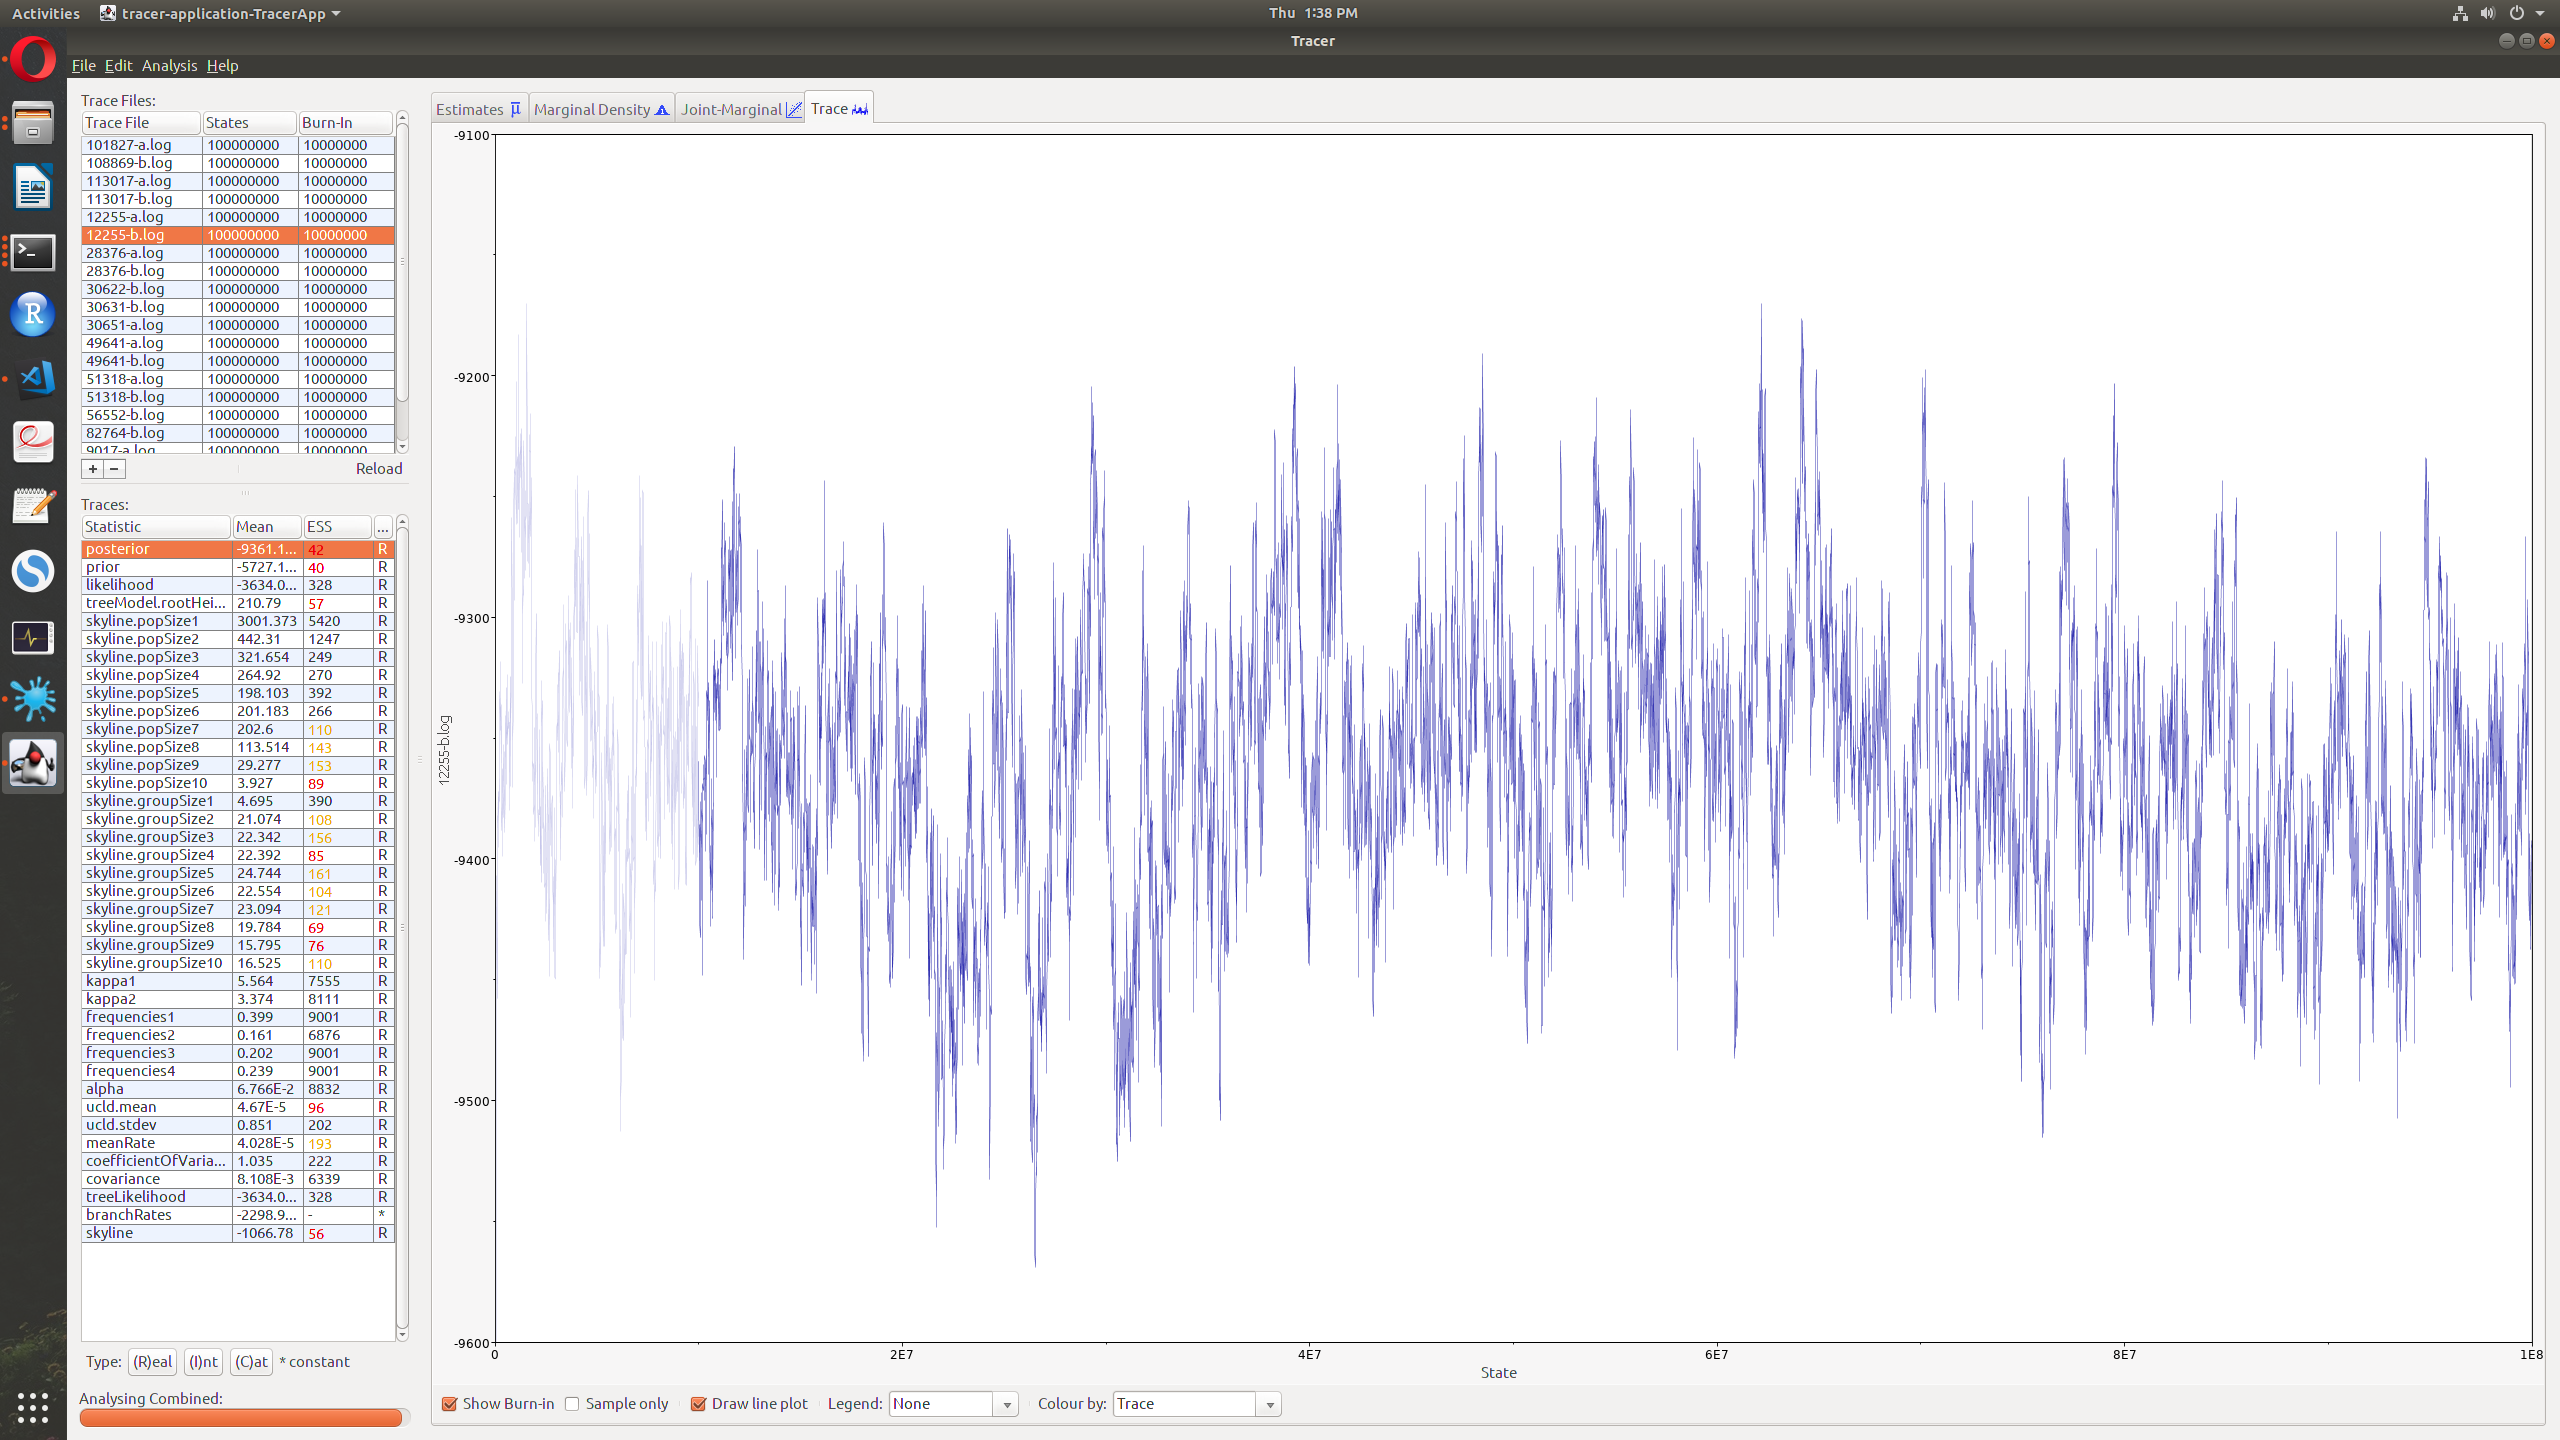 Activities tracer-application-TracerApp Thu 1:38 PM
Tracer
File Edit Analysis Help
Trace Files:
Trace File States Burn-In
101827-a.log 100000000 10000000
108869-b.log 100000000 10000000
113017-a.log 100000000 10000000
113017-b.log 100000000 10000000
12255-a.log 100000000 10000000
12255-b.log 100000000 10000000
28376-a.log 100000000 10000000
28376-b.log 100000000 10000000
30622-b.log 100000000 10000000
30631-b.log 100000000 10000000
30651-a.log 100000000 10000000
49641-a.log 100000000 10000000
49641-b.log 100000000 10000000
51318-a.log 100000000 10000000
51318-b.log 100000000 10000000
56552-b.log 100000000 10000000
82764-b.log 100000000 10000000
9017-a.log 100000000 10000000
+ − Reload
Traces:
Statistic Mean ESS ...
posterior -9361.1... 42 R
prior -5727.1... 40 R
likelihood -3634.0... 328 R
treeModel.rootHei... 210.79 57 R
skyline.popSize1 3001.373 5420 R
skyline.popSize2 442.31 1247 R
skyline.popSize3 321.654 249 R
skyline.popSize4 264.92 270 R
skyline.popSize5 198.103 392 R
skyline.popSize6 201.183 266 R
skyline.popSize7 202.6 110 R
skyline.popSize8 113.514 143 R
skyline.popSize9 29.277 153 R
skyline.popSize10 3.927 89 R
skyline.groupSize1 4.695 390 R
skyline.groupSize2 21.074 108 R
skyline.groupSize3 22.342 156 R
skyline.groupSize4 22.392 85 R
skyline.groupSize5 24.744 161 R
skyline.groupSize6 22.554 104 R
skyline.groupSize7 23.094 121 R
skyline.groupSize8 19.784 69 R
skyline.groupSize9 15.795 76 R
skyline.groupSize10 16.525 110 R
kappa1 5.564 7555 R
kappa2 3.374 8111 R
frequencies1 0.399 9001 R
frequencies2 0.161 6876 R
frequencies3 0.202 9001 R
frequencies4 0.239 9001 R
alpha 6.766E-2 8832 R
ucld.mean 4.67E-5 96 R
ucld.stdev 0.851 202 R
meanRate 4.028E-5 193 R
coefficientOfVaria... 1.035 222 R
covariance 8.108E-3 6339 R
treeLikelihood -3634.0... 328 R
branchRates -2298.9... - *
skyline -1066.78 56 R
Type: (R)eal (I)nt (C)at * constant
Analysing Combined:
Estimates μ Marginal Density Joint-Marginal Trace
-9100
-9200
-9300
-9400
-9500
-9600
12255-b.log
0 2E7 4E7 6E7 8E7 1E8
State
Show Burn-in Sample only Draw line plot Legend: None Colour by: Trace